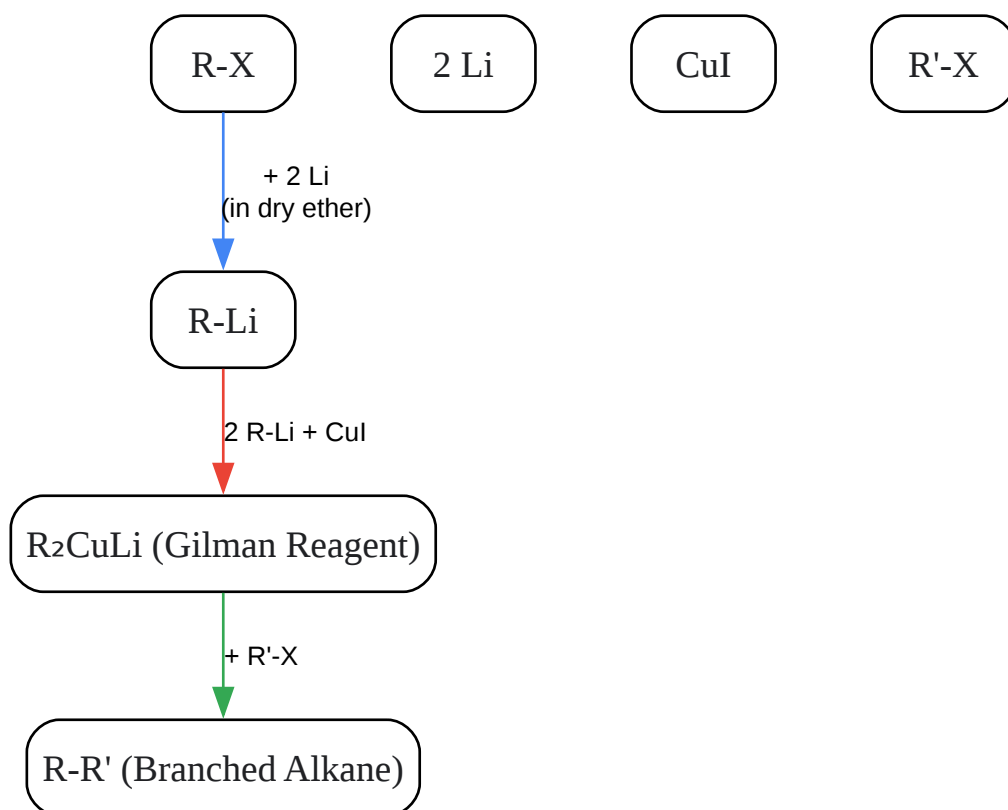 R-X
2 Li
CuI
R'-X
+ 2 Li
(in dry ether)
R-Li
2 R-Li + CuI
R₂CuLi (Gilman Reagent)
+ R'-X
R-R' (Branched Alkane)